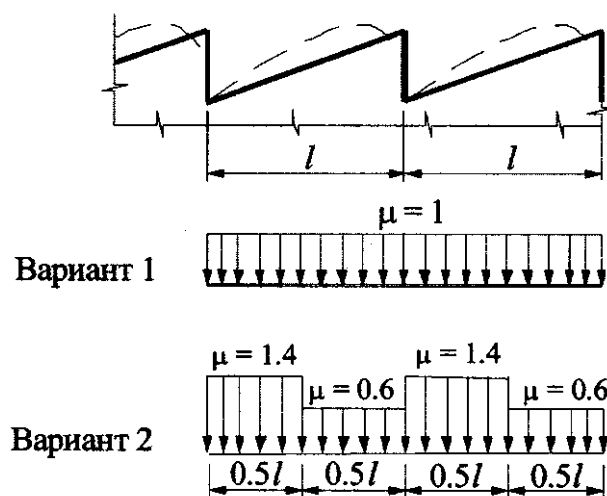 l l
μ = 1
Вариант 1
μ = 1.4 μ = 1.4
μ = 0.6 μ = 0.6
Вариант 2
0.5l 0.5l 0.5l 0.5l